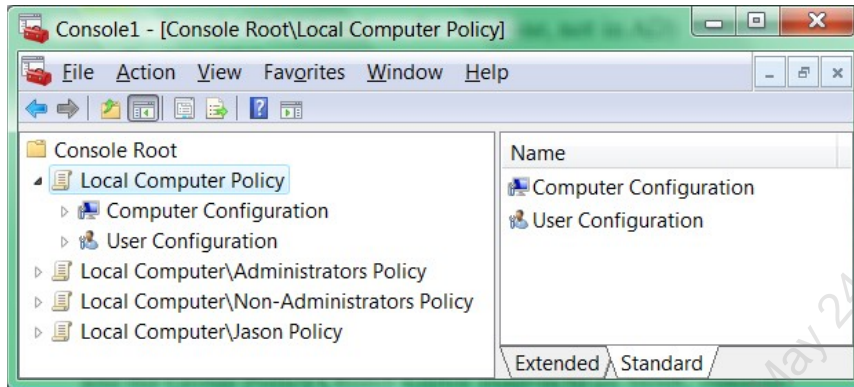 Console1 - [Console Root\Local Computer Policy]
File Action View Favorites Window Help
Console Root
Local Computer Policy
Computer Configuration
User Configuration
Local Computer\Administrators Policy
Local Computer\Non-Administrators Policy
Local Computer\Jason Policy
Name
Computer Configuration
User Configuration
Extended Standard
May 24